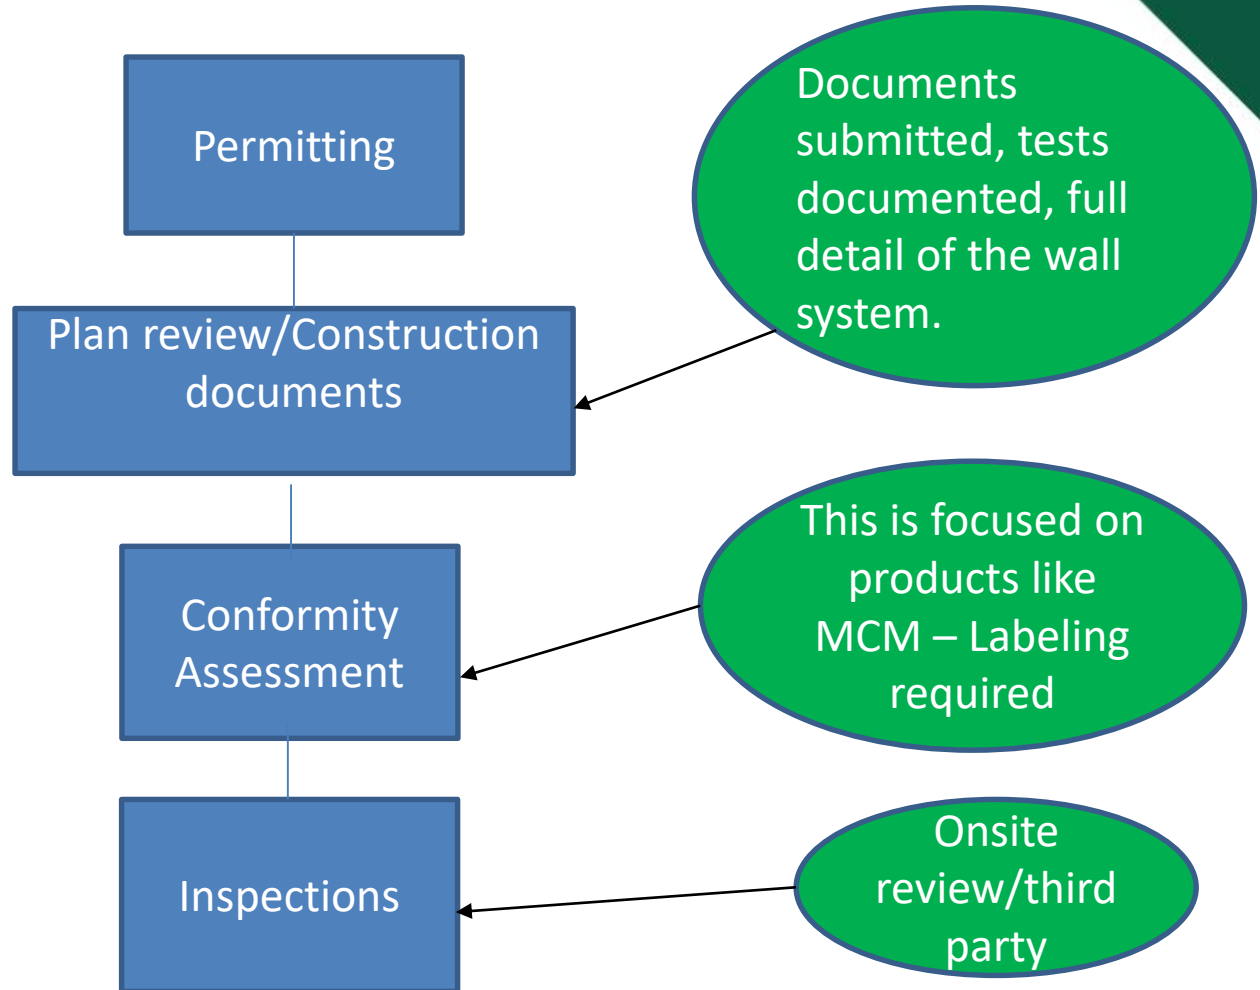 Permitting
Documents
submitted, tests
documented, full
detail of the wall
system.
Plan review/Construction
documents
This is focused on
products like
MCM – Labeling
required
Conformity
Assessment
Onsite
review/third
party
Inspections